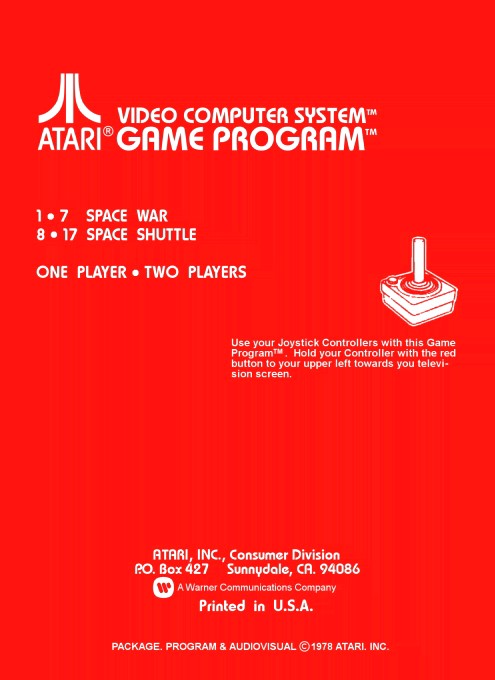 VIDEO COMPUTER SYSTEM™
ATARI® GAME PROGRAM™
1 • 7 SPACE WAR
8 • 17 SPACE SHUTTLE
ONE PLAYER • TWO PLAYERS
Use your Joystick Controllers with this Game
Program™. Hold your Controller with the red
button to your upper left towards you televi-
sion screen.
ATARI, INC., Consumer Division
P.O. Box 427 Sunnydale, CA. 94086
A Warner Communications Company
Printed in U.S.A.
PACKAGE. PROGRAM & AUDIOVISUAL ©1978 ATARI. INC.